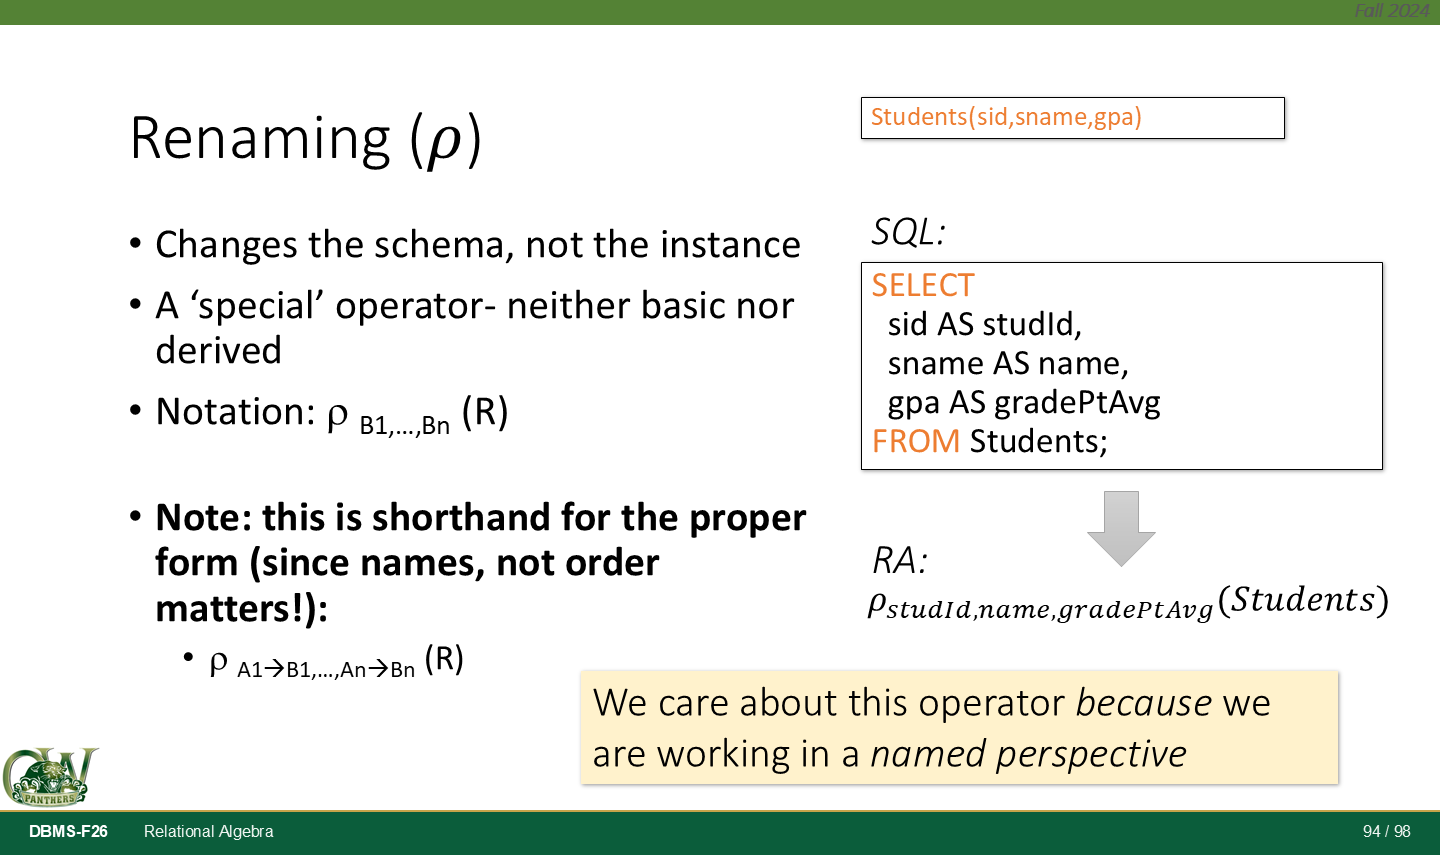 Fall 2024
Renaming (𝜌)
Students(sid,sname,gpa)
• Changes the schema, not the instance
• A ‘special’ operator- neither basic nor
derived
• Notation: ρ B1,…,Bn (R)
• Note: this is shorthand for the proper
form (since names, not order
matters!):
• ρ A1→B1,…,An→Bn (R)
SQL:
SELECT
sid AS studId,
sname AS name,
gpa AS gradePtAvg
FROM Students;
RA:
𝜌studId,name,gradePtAvg(Students)
We care about this operator because we
are working in a named perspective
CW
PANTHERS
DBMS-F26 Relational Algebra 94 / 98